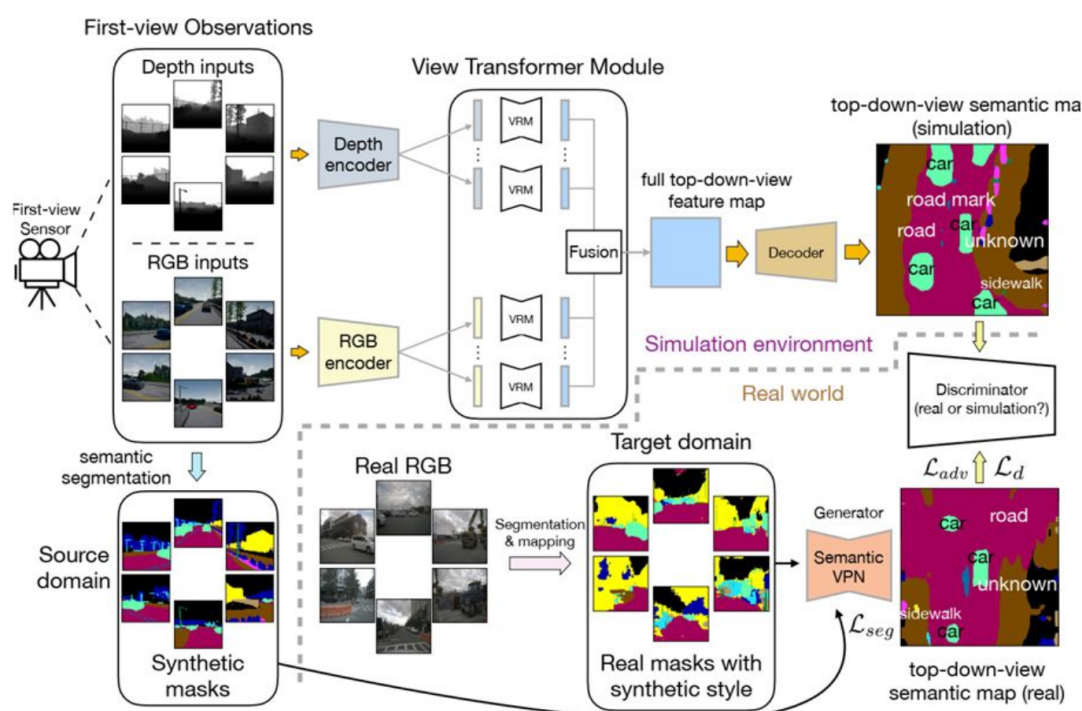 First-view Observations
Depth inputs
First-view
Sensor
RGB inputs
Depth
encoder
RGB
encoder
View Transformer Module
VRM
VRM
VRM
VRM
Fusion
full top-down-view
feature map
Decoder
top-down-view semantic ma
(simulation)
car
road mark
road
car
unknown
car
sidewalk
car
Simulation environment
Real world
Discriminator
(real or simulation?)
semantic
segmentation
Source
domain
Synthetic
masks
Real RGB
Segmentation
& mapping
Target domain
Real masks with
synthetic style
Generator
Semantic
VPN
ℒadv
ℒd
ℒseg
car
road
car
unknown
sidewalk
car
top-down-view
semantic map (real)